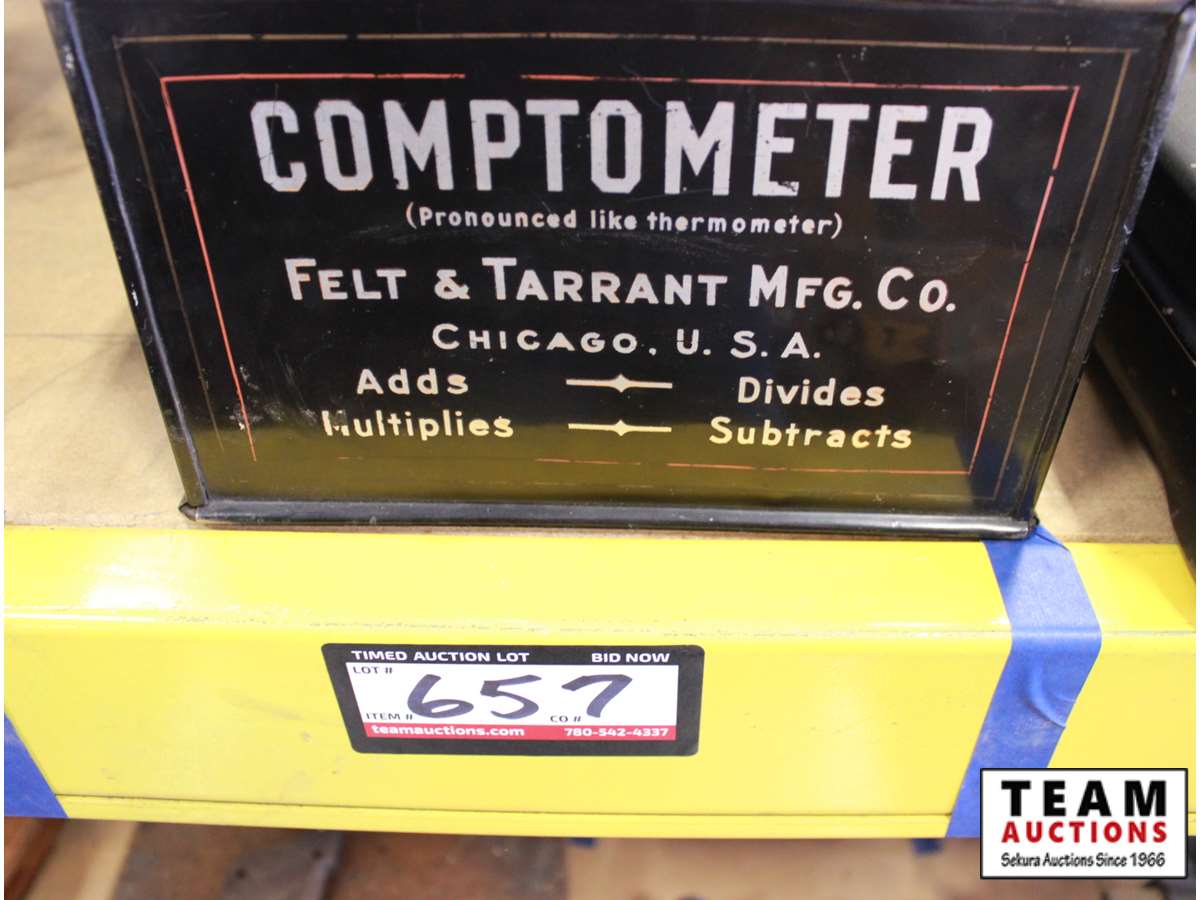 COMPTOMETER
(Pronounced like thermometer)
FELT & TARRANT MFG. CO.
CHICAGO, U. S. A.
Adds Divides
Multiplies Subtracts
TIMED AUCTION LOT BID NOW
LOT #
657
ITEM # CO #
teamauctions.com 780-542-4337
TEAM
AUCTIONS
Sekura Auctions Since 1966